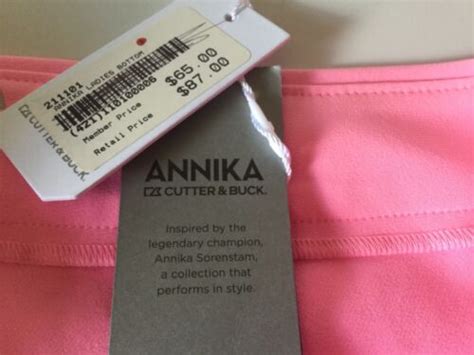 211101
ANNIKA LADIES BOTTOM
(421)110100006
Member Price $65.00
Retail Price $87.00
CUTTER & BUCK
ANNIKA
CUTTER & BUCK.
Inspired by the
legendary champion,
Annika Sorenstam,
a collection that
performs in style.